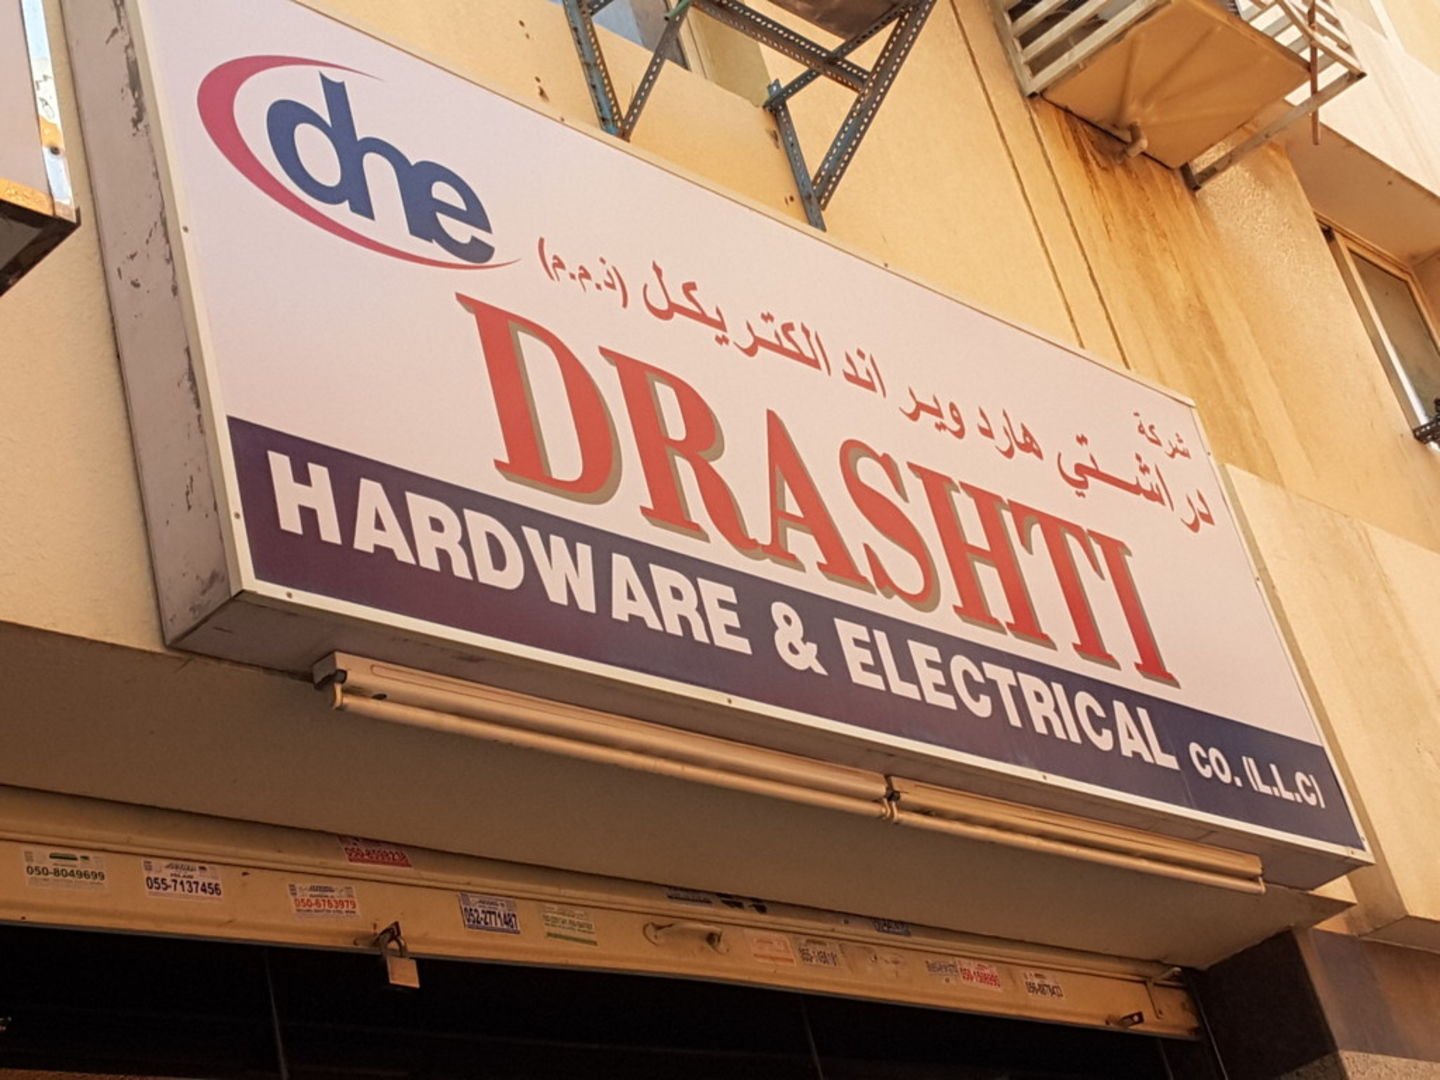 dhe
شركة
دراشتي هارد وير اند الكتريكل (ذ.م.م)
DRASHTI
HARDWARE & ELECTRICAL CO. (L.L.C)
050-8049699
055-7137456
050-6763979
052-2771487